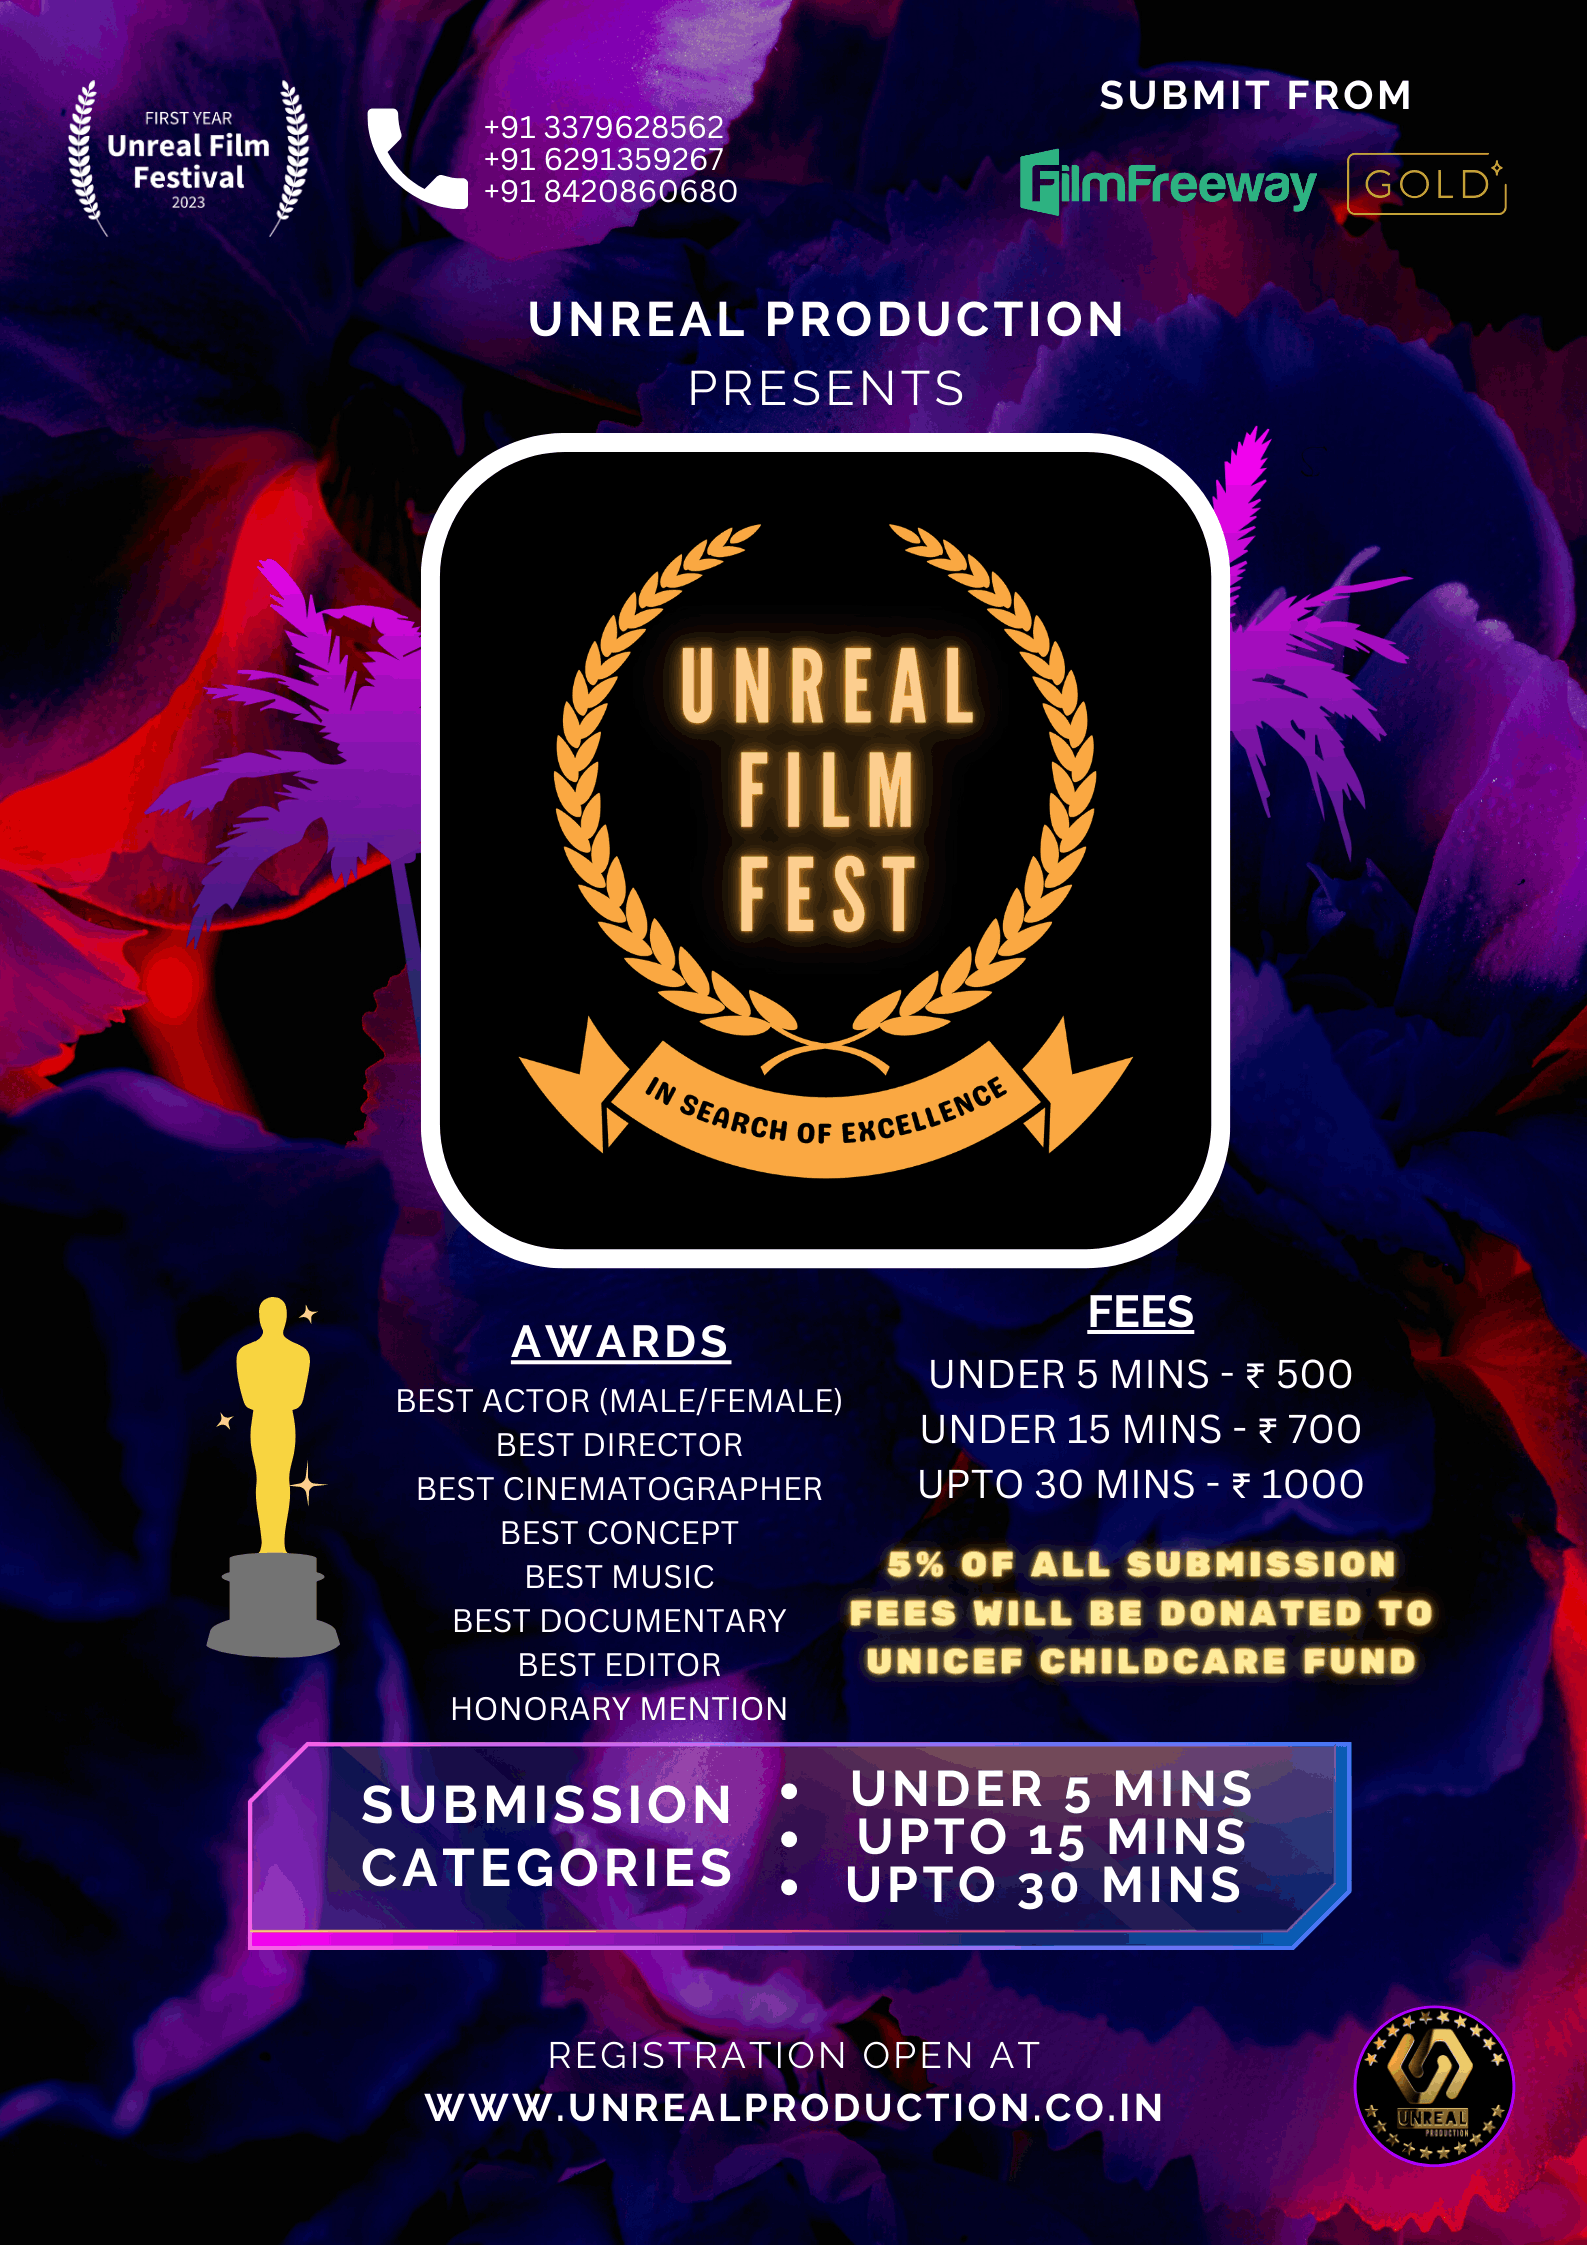 FIRST YEAR
Unreal Film
Festival
2023
+91 3379628562
+91 6291359267
+91 8420860680
SUBMIT FROM
FilmFreeway GOLD
UNREAL PRODUCTION
PRESENTS
UNREAL
FILM
FEST
IN SEARCH OF EXCELLENCE
AWARDS
BEST ACTOR (MALE/FEMALE)
BEST DIRECTOR
BEST CINEMATOGRAPHER
BEST CONCEPT
BEST MUSIC
BEST DOCUMENTARY
BEST EDITOR
HONORARY MENTION
FEES
UNDER 5 MINS - ₹ 500
UNDER 15 MINS - ₹ 700
UPTO 30 MINS - ₹ 1000
5% OF ALL SUBMISSION
FEES WILL BE DONATED TO
UNICEF CHILDCARE FUND
SUBMISSION
CATEGORIES
• UNDER 5 MINS
• UPTO 15 MINS
• UPTO 30 MINS
REGISTRATION OPEN AT
WWW.UNREALPRODUCTION.CO.IN
UNREAL
PRODUCTION